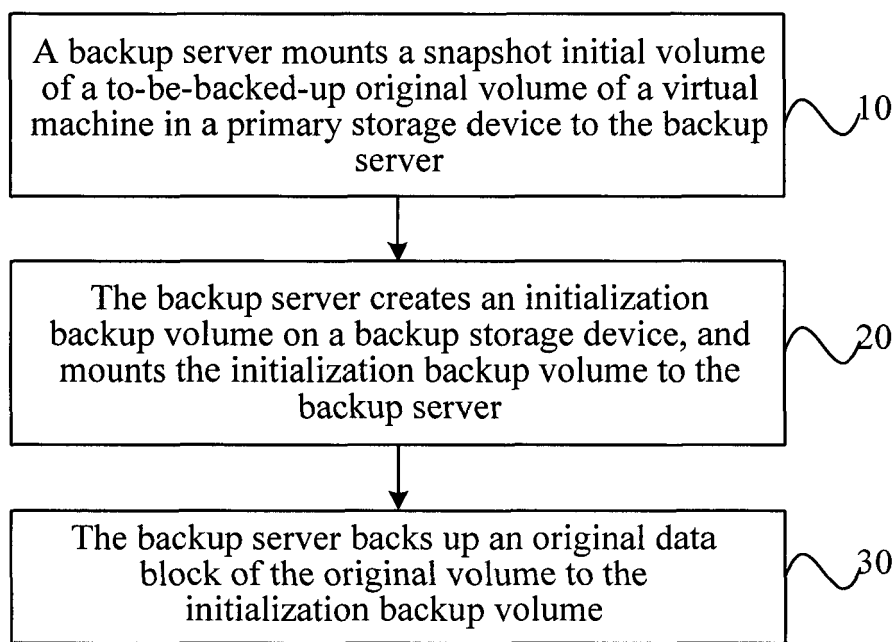 A backup server mounts a snapshot initial volume
of a to-be-backed-up original volume of a virtual
machine in a primary storage device to the backup
server
10
The backup server creates an initialization
backup volume on a backup storage device, and
mounts the initialization backup volume to the
backup server
20
The backup server backs up an original data
block of the original volume to the
initialization backup volume
30